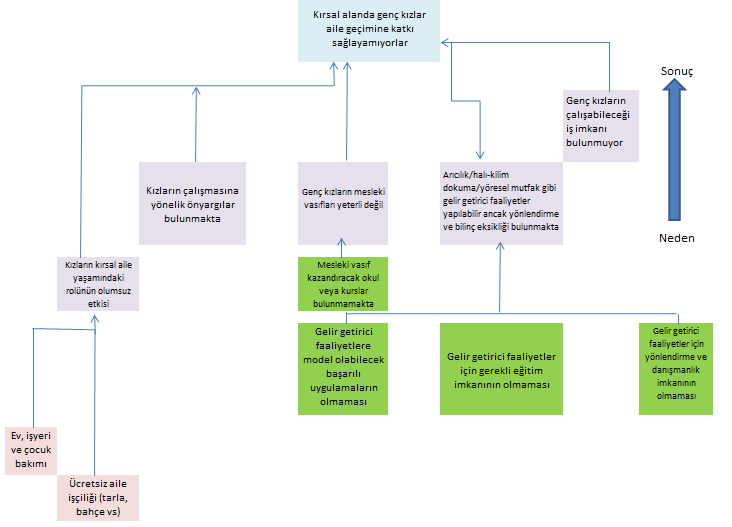 Kırsal alanda genç kızlar
aile geçimine katkı
sağlayamıyorlar
Sonuç
Genç kızların
çalışabileceği
iş imkanı
bulunmuyor
Kızların çalışmasına
yönelik önyargılar
bulunmakta
Genç kızların mesleki
vasıfları yeterli değil
Arıcılık/halı-kilim
dokuma/yöresel mutfak gibi
gelir getirici faaliyetler
yapılabilir ancak yönlendirme
ve bilinç eksikliği bulunmakta
Neden
Kızların kırsal aile
yaşamındaki
rolünün olumsuz
etkisi
Mesleki vasıf
kazandıracak okul
veya kurslar
bulunmamakta
Gelir getirici
faaliyetlere
model olabilecek
başarılı
uygulamaların
olmaması
Gelir getirici faaliyetler
için gerekli eğitim
imkanının olmaması
Gelir getirici
faaliyetler için
yönlendirme ve
danışmanlık
imkanının
olmaması
Ev, işyeri
ve çocuk
bakımı
Ücretsiz aile
işçiliği (tarla,
bahçe vs)